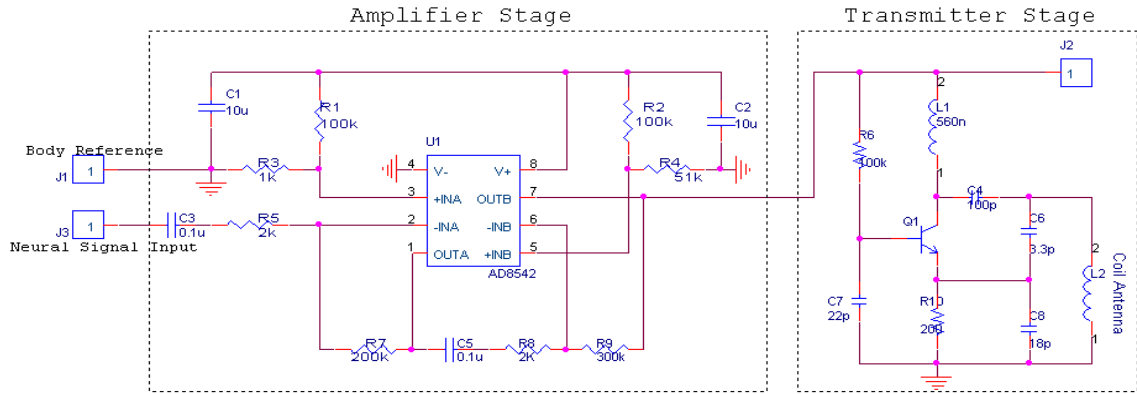 Amplifier Stage
Transmitter Stage
J2
1
C1
10u
R1
100k
R2
100k
C2
10u
2
L1
560n
1
R6
100k
Body Reference
J1
1
R3
1k
U1
4
V-
V+
8
R4
51k
3
+INA
OUTB
7
J3
1
Neural Signal Input
C3
0.1u
R5
2k
2
-INA
-INB
6
1
OUTA
+INB
5
AD8542
C4
100p
Q1
C6
3.3p
2
L2
1
Coil Antenna
C7
22p
R10
200
C8
18p
R7
200k
C5
0.1u
R8
2K
R9
300k